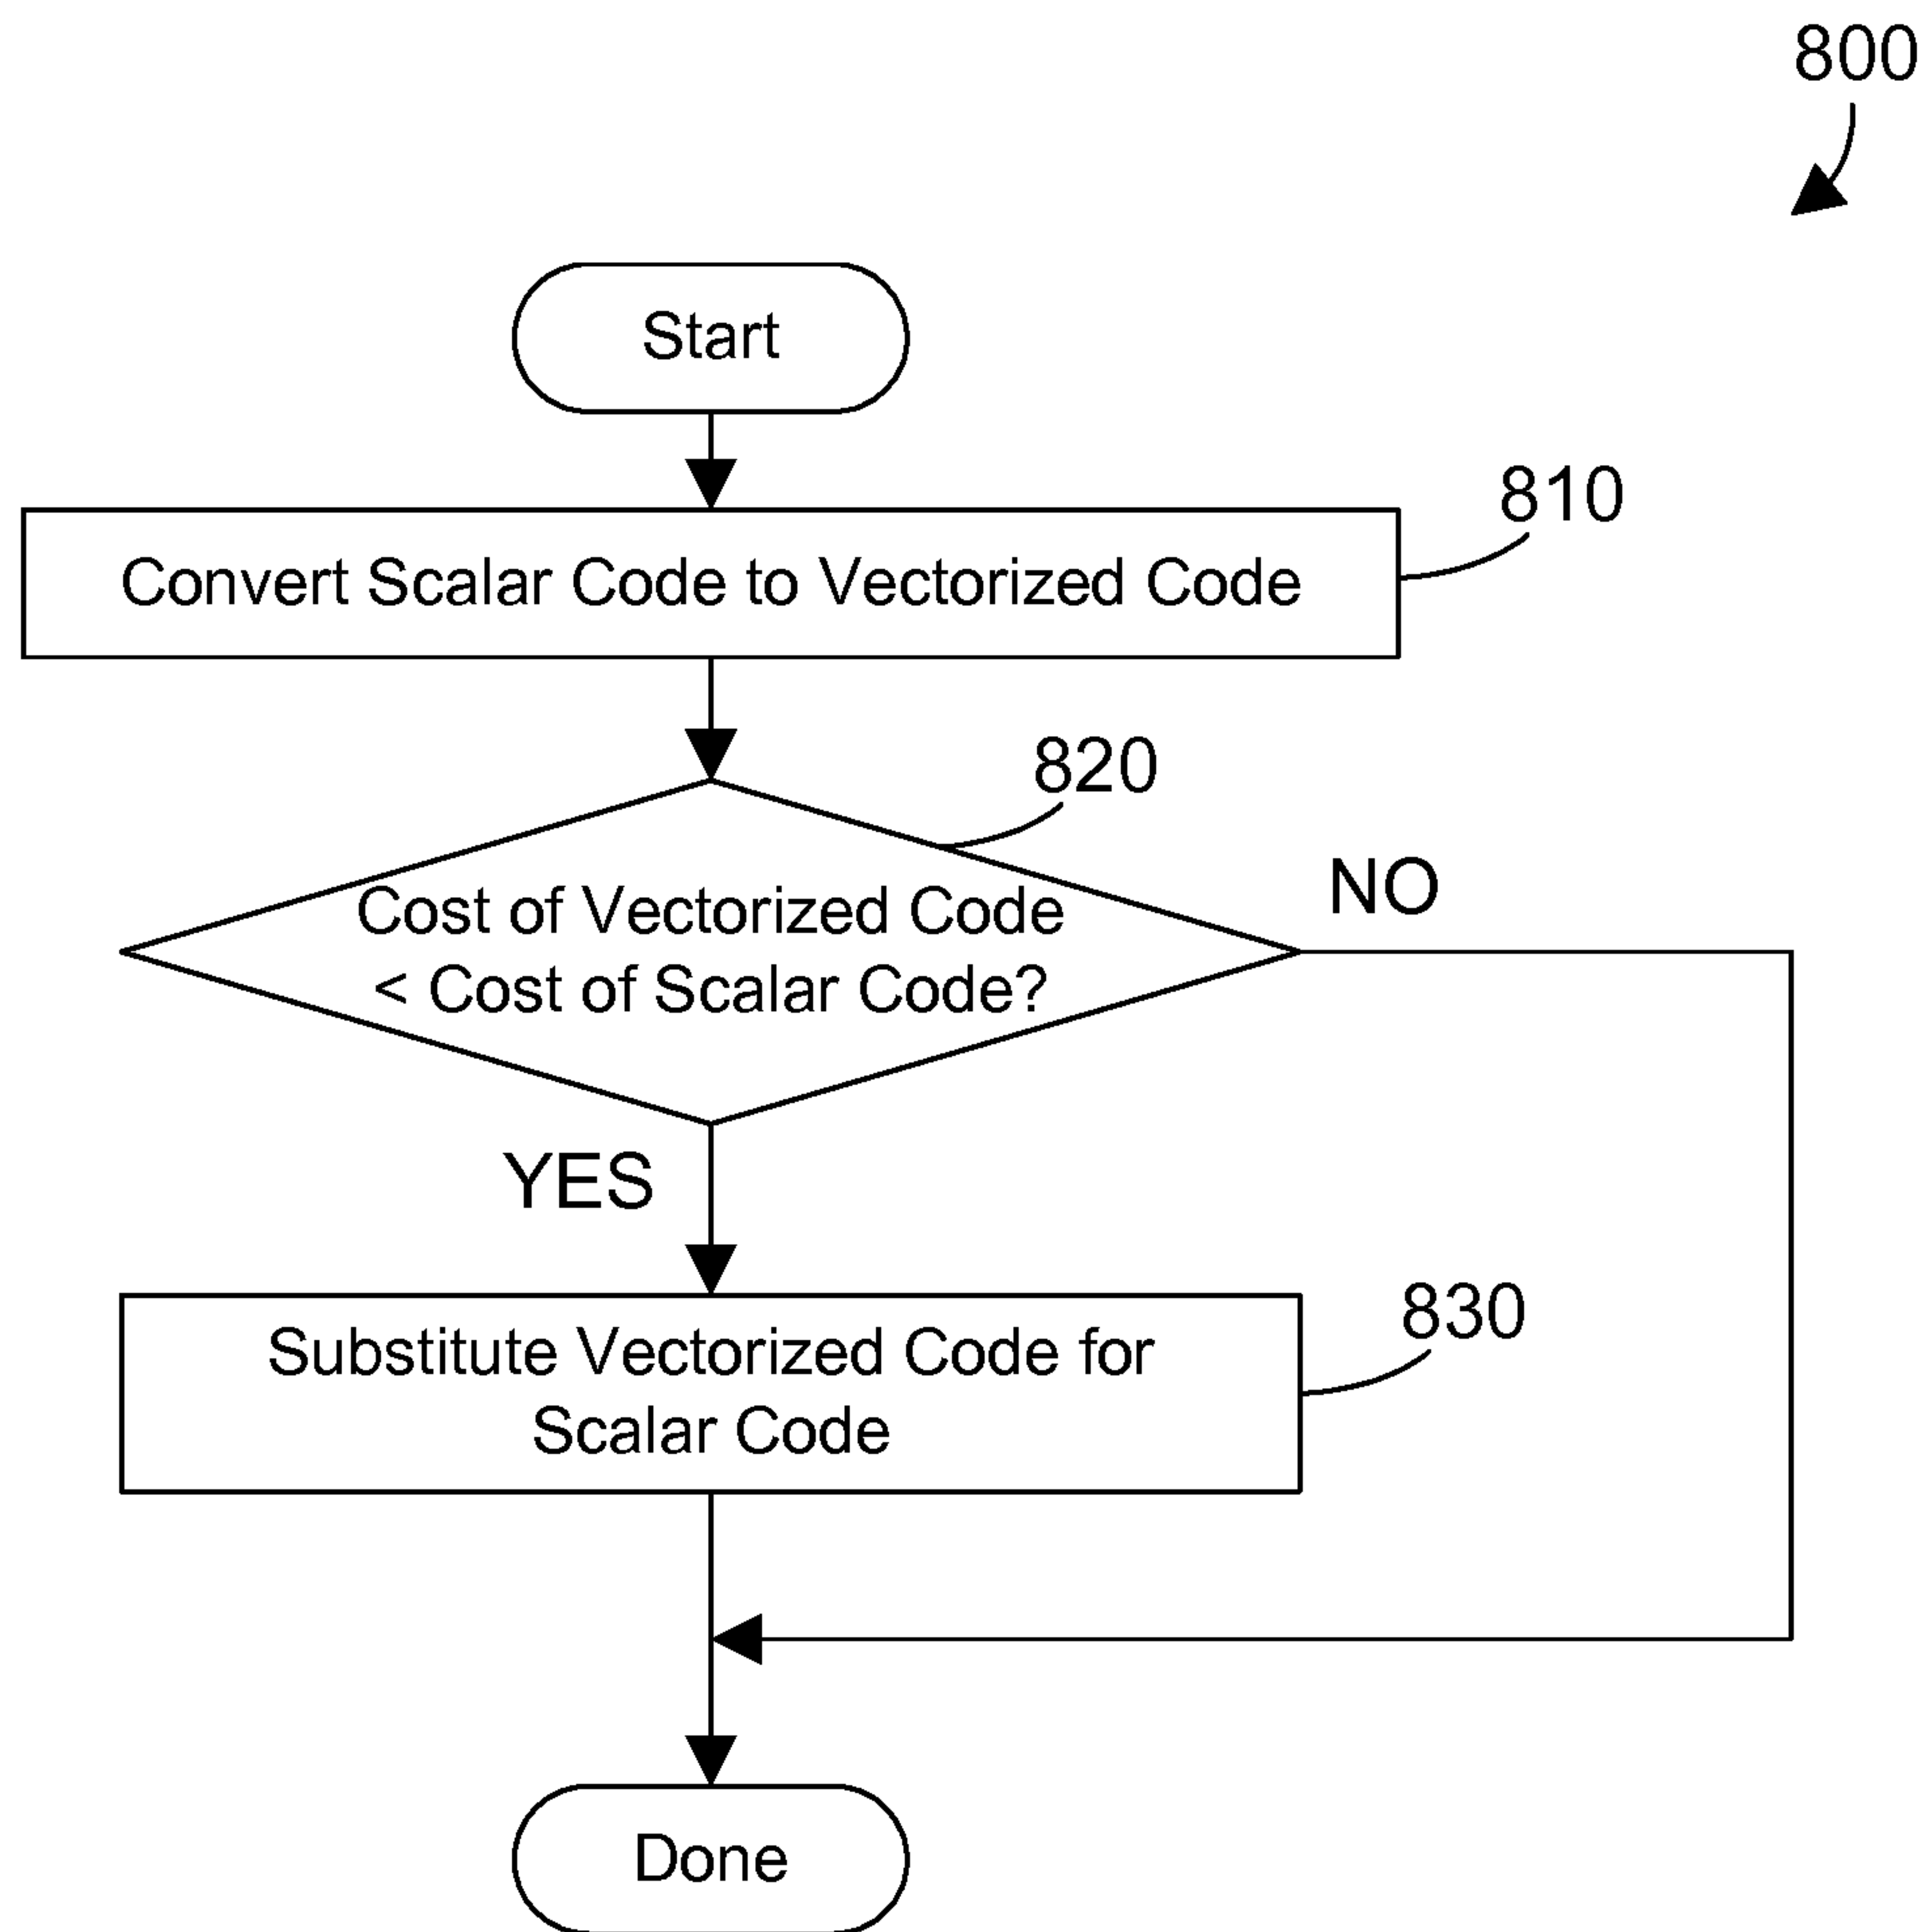 800
Start
810
Convert Scalar Code to Vectorized Code
820
Cost of Vectorized Code
< Cost of Scalar Code?
NO
YES
830
Substitute Vectorized Code for
Scalar Code
Done